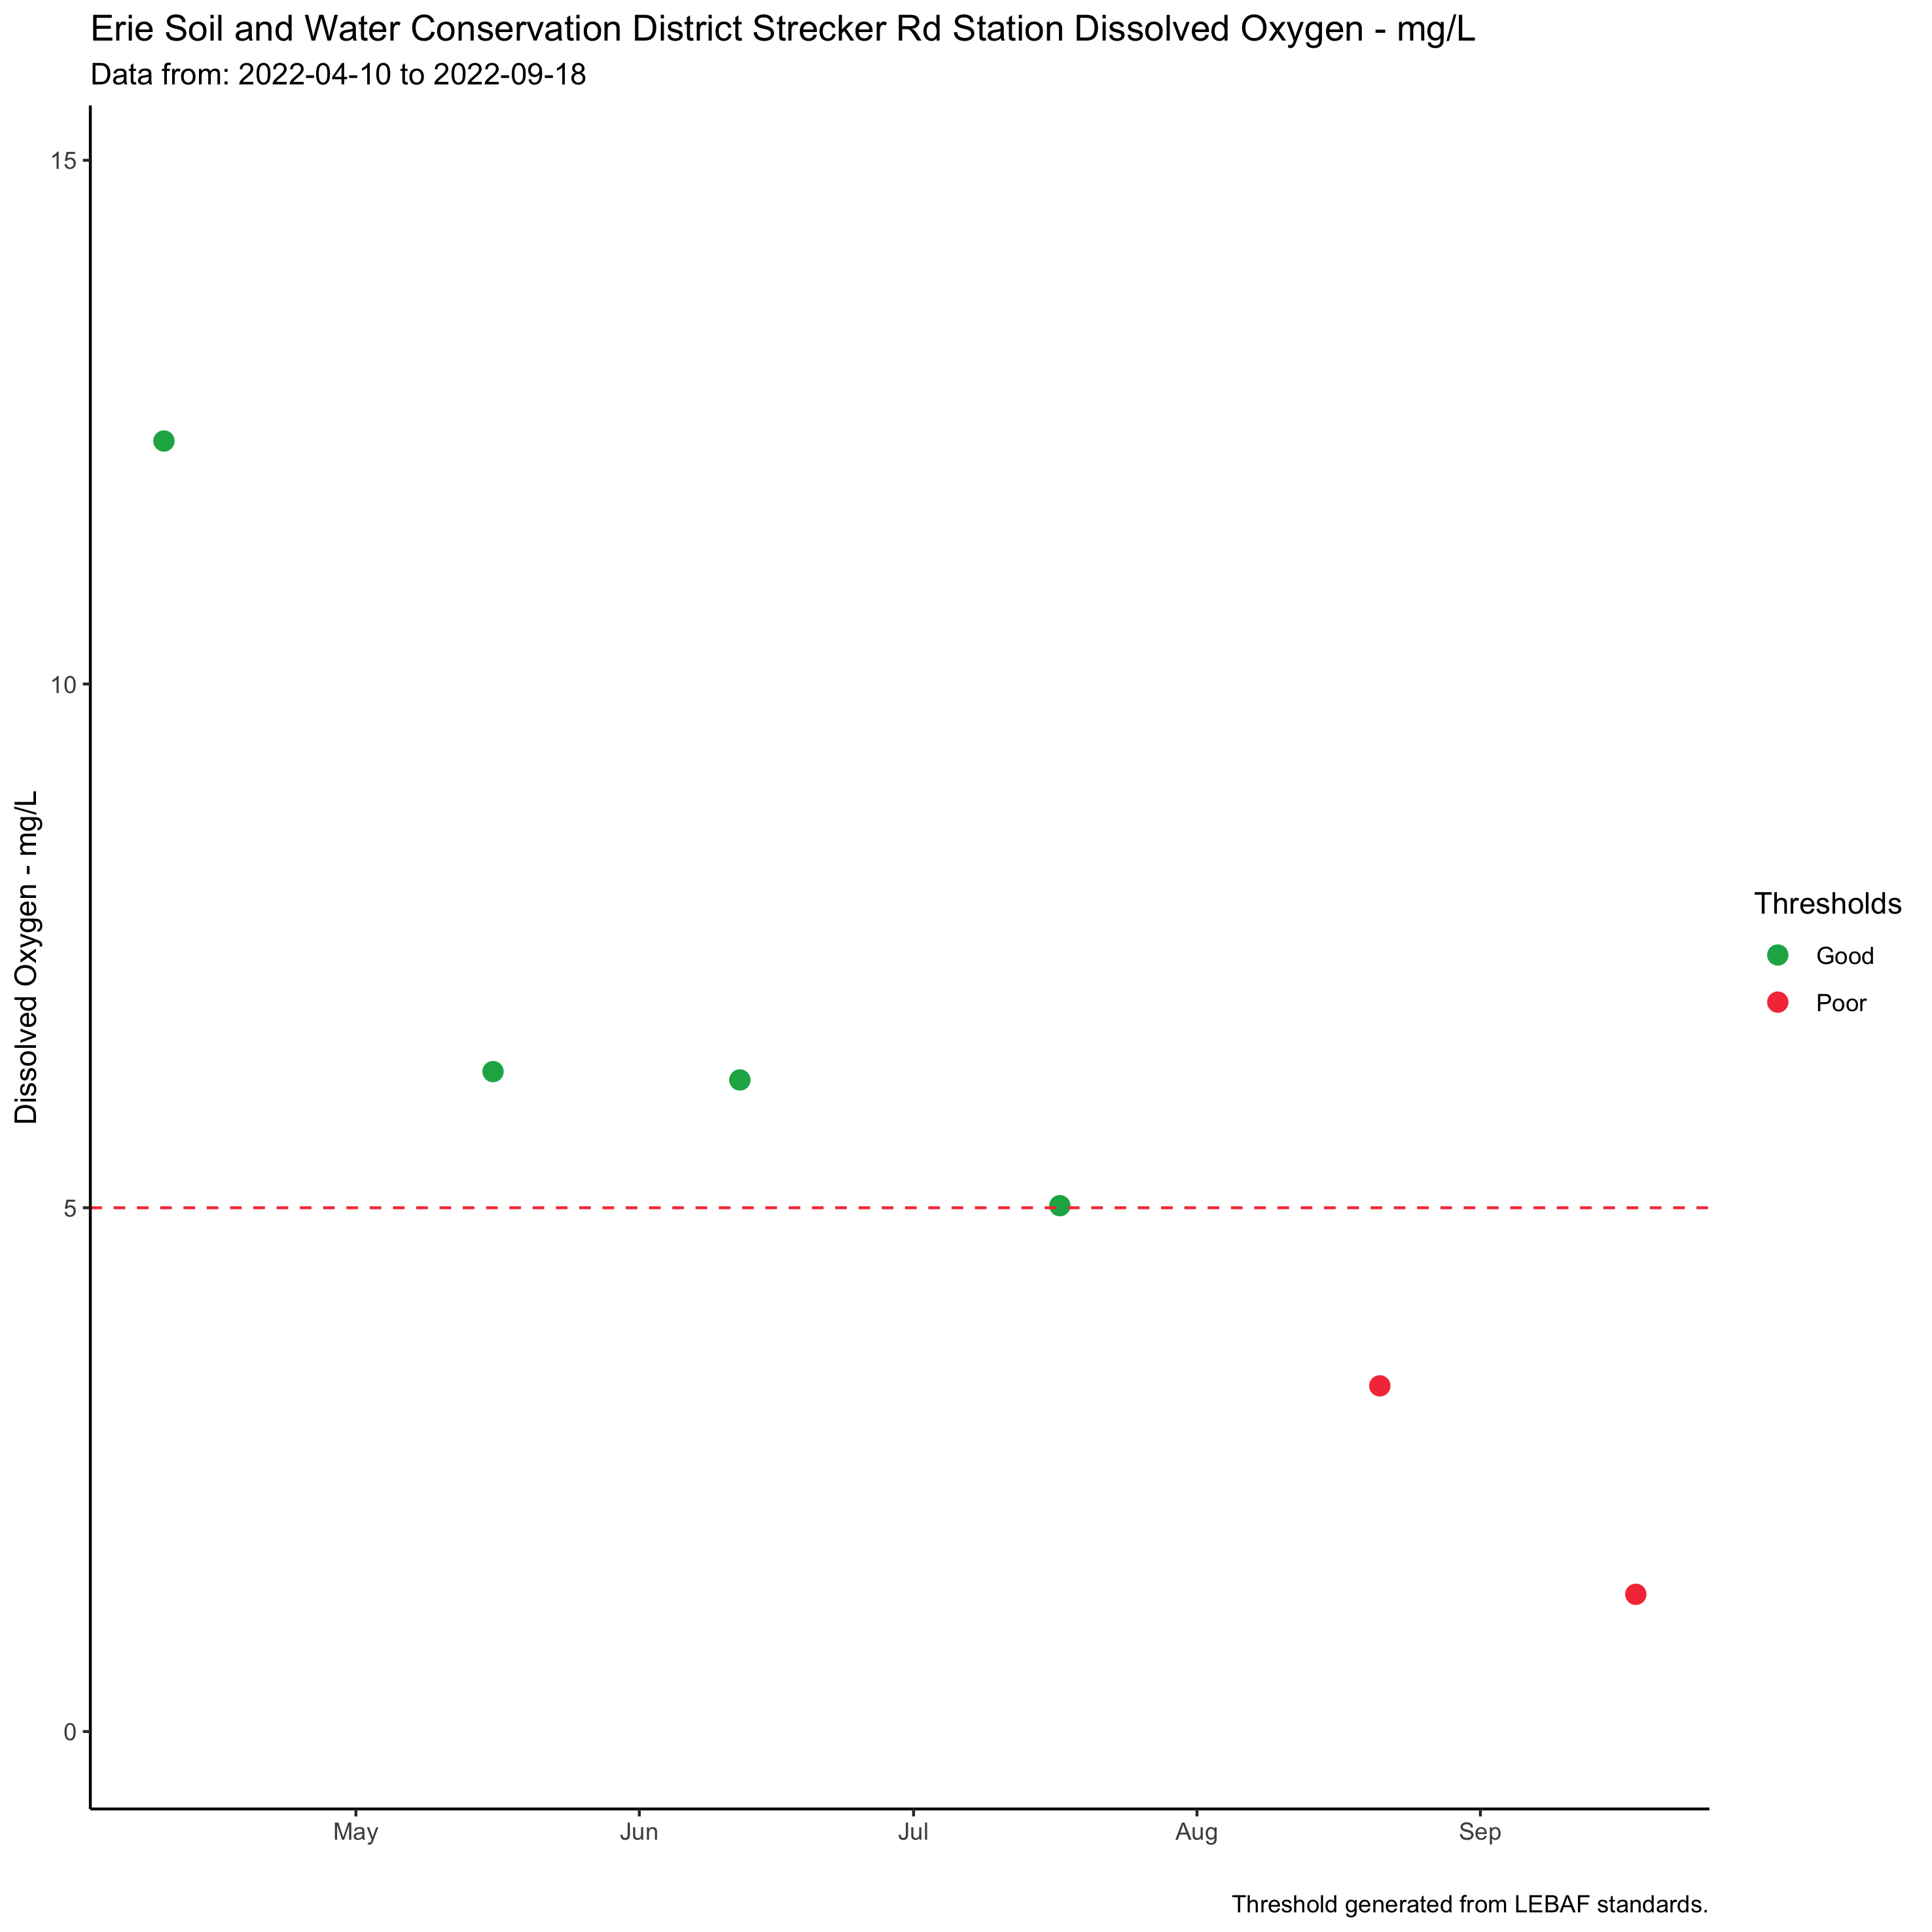 Erie Soil and Water Conservation District Strecker Rd Station Dissolved Oxygen - mg/L
Data from: 2022-04-10 to 2022-09-18
Dissolved Oxygen - mg/L
15
10
5
0
May Jun Jul Aug Sep
Thresholds
Good
Poor
Threshold generated from LEBAF standards.